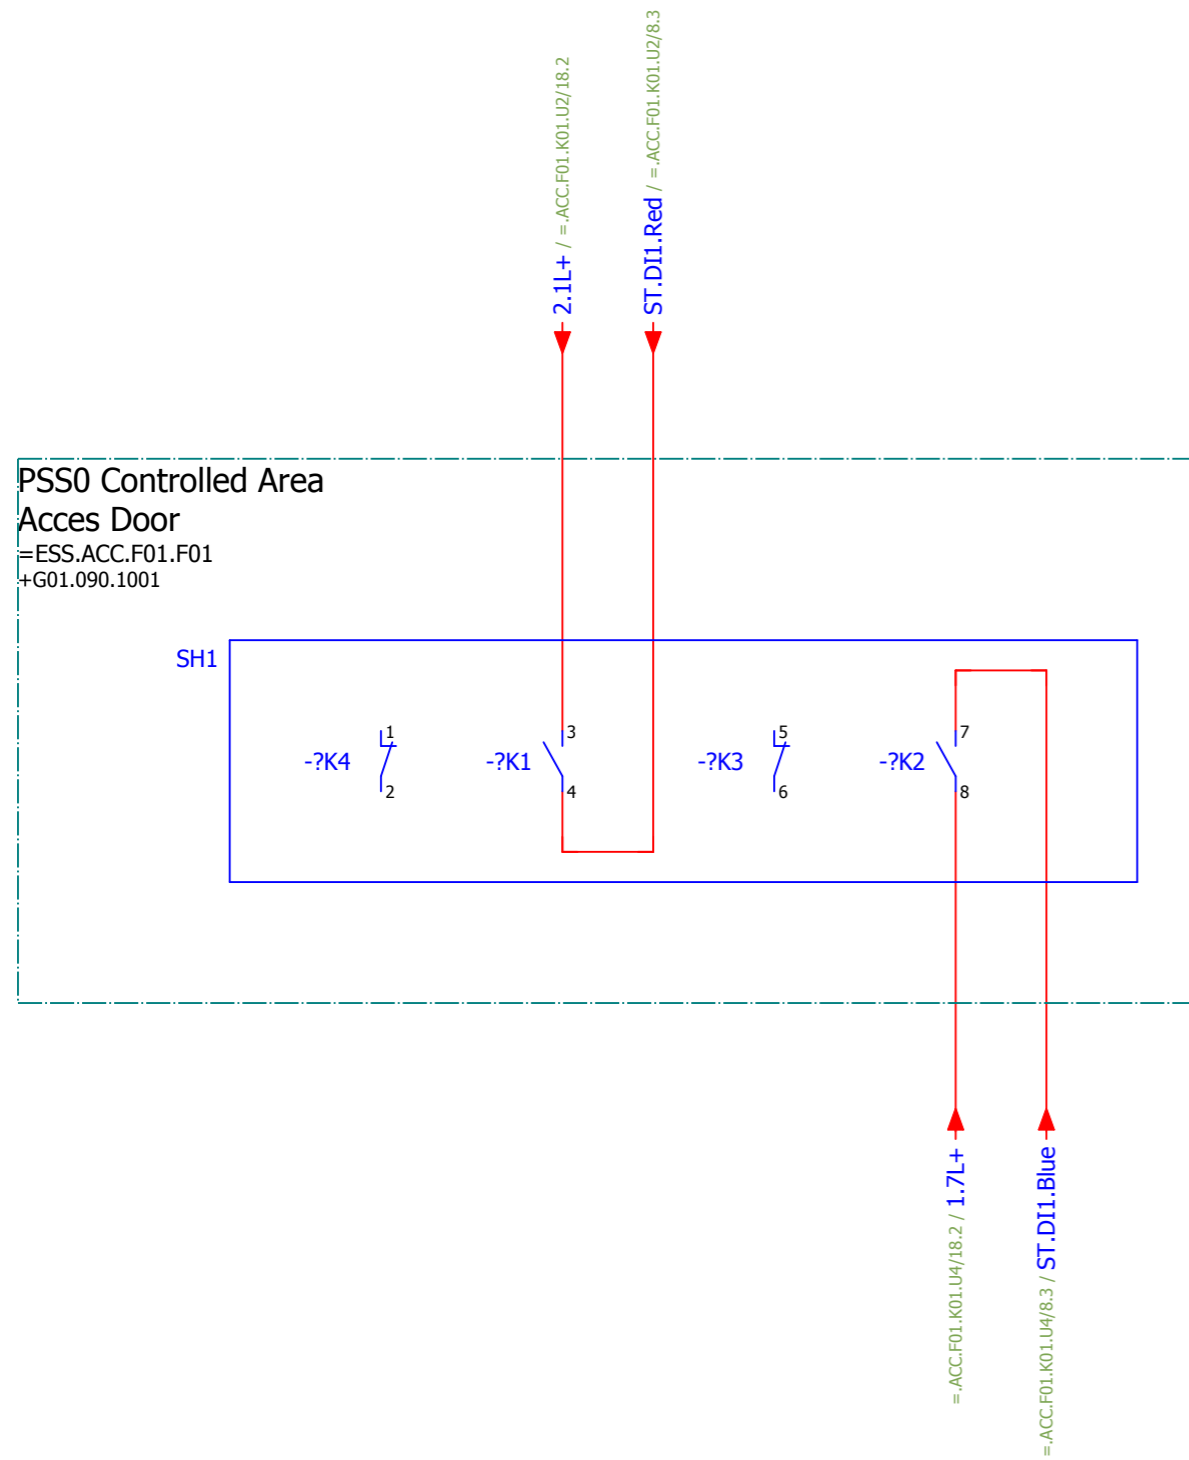 2.1L+ / =.ACC.F01.K01.U2/18.2
ST.DI1.Red / =.ACC.F01.K01.U2/8.3
PSS0 Controlled Area
Acces Door
=ESS.ACC.F01.F01
+G01.090.1001
SH1
-?K4
1
2
-?K1
3
4
-?K3
5
6
-?K2
7
8
=.ACC.F01.K01.U4/18.2 / 1.7L+
=.ACC.F01.K01.U4/8.3 / ST.DI1.Blue